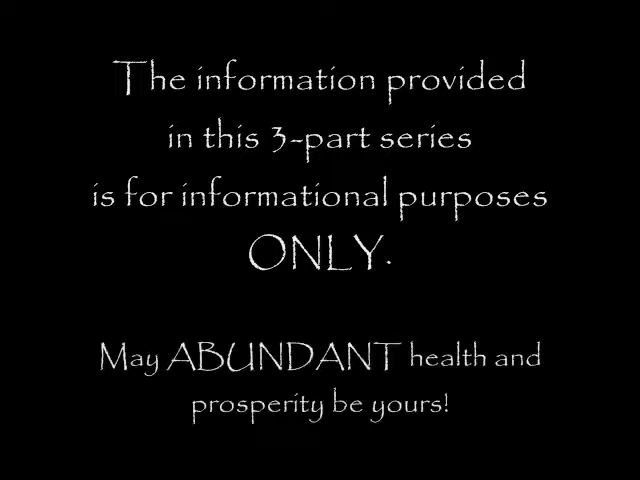 The information provided
in this 3-part series
is for informational purposes
ONLY.
May ABUNDANT health and
prosperity be yours!